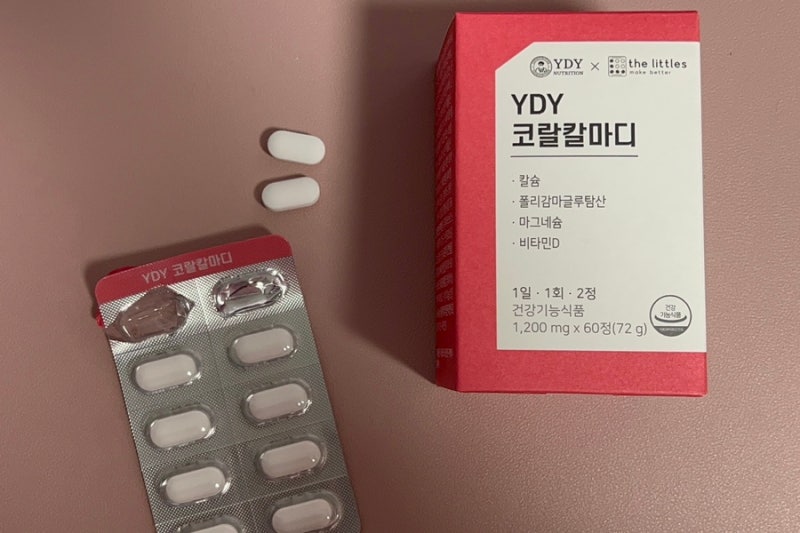 YDY
NUTRITION
×
the littles
make better
YDY
코랄칼마디
· 칼슘
· 폴리감마글루탐산
· 마그네슘
· 비타민D
1일 · 1회 · 2정
건강기능식품
1,200 mg x 60정(72 g)
건강
기능식품
YDY 코랄칼마디